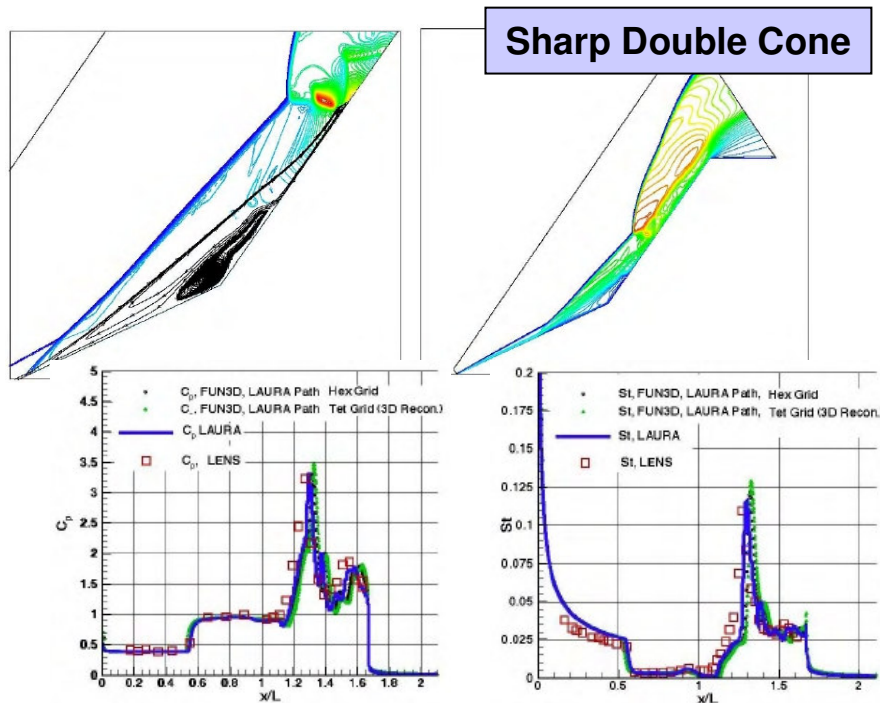 Sharp Double Cone
5
4.5
4
3.5
3
2.5
2
1.5
1
0.5
0
Cp
Cp, FUN3D, LAURA Path Hex Grid
C-, FUN3D, LAURA Path Tet Grid (3D Recon.)
Cp LAURA
Cp, LENS
0 0.2 0.4 0.6 0.8 1 1.2 1.4 1.6 1.8 2
x/L
0.2
0.175
0.15
0.125
0.1
0.075
0.05
0.025
0
St
St, FUN3D, LAURA Path, Hex Grid
St, FUN3D, LAURA Path, Tet Grid (3D Recon.
St, LAURA
St, LENS
0 0.5 1 1.5 2
x/L